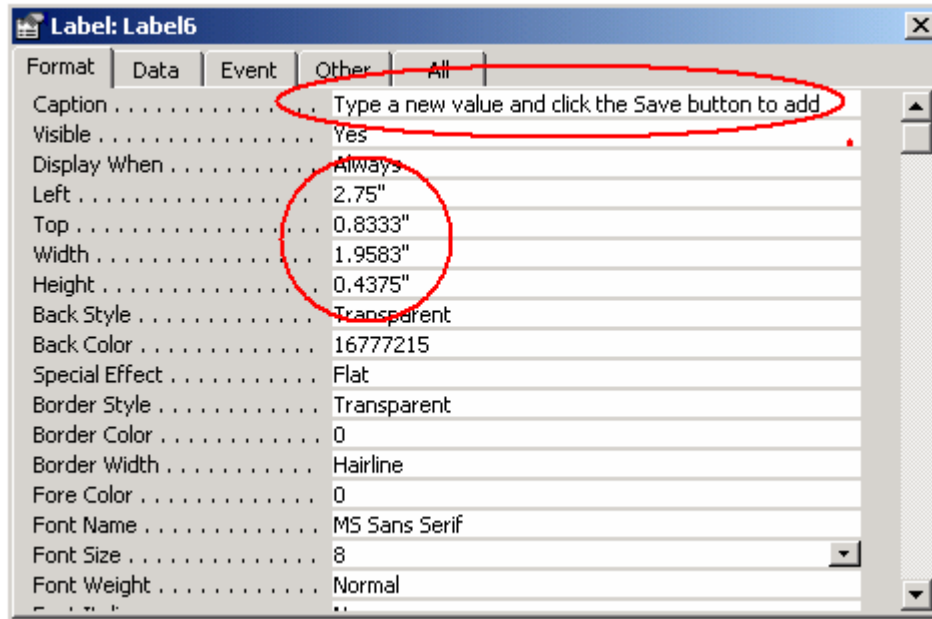 Label: Label6
Format Data Event Other All
Caption . . . . . . . . . . . . . . . Type a new value and click the Save button to add
Visible . . . . . . . . . . . . . . . . Yes
Display When . . . . . . . . . . . Always
Left . . . . . . . . . . . . . . . . . . 2.75"
Top . . . . . . . . . . . . . . . . . . 0.8333"
Width . . . . . . . . . . . . . . . . 1.9583"
Height . . . . . . . . . . . . . . . . 0.4375"
Back Style . . . . . . . . . . . . . Transparent
Back Color . . . . . . . . . . . . . 16777215
Special Effect . . . . . . . . . . . Flat
Border Style . . . . . . . . . . . . Transparent
Border Color . . . . . . . . . . . . 0
Border Width . . . . . . . . . . . Hairline
Fore Color . . . . . . . . . . . . . 0
Font Name . . . . . . . . . . . . . MS Sans Serif
Font Size . . . . . . . . . . . . . . 8
Font Weight . . . . . . . . . . . . Normal